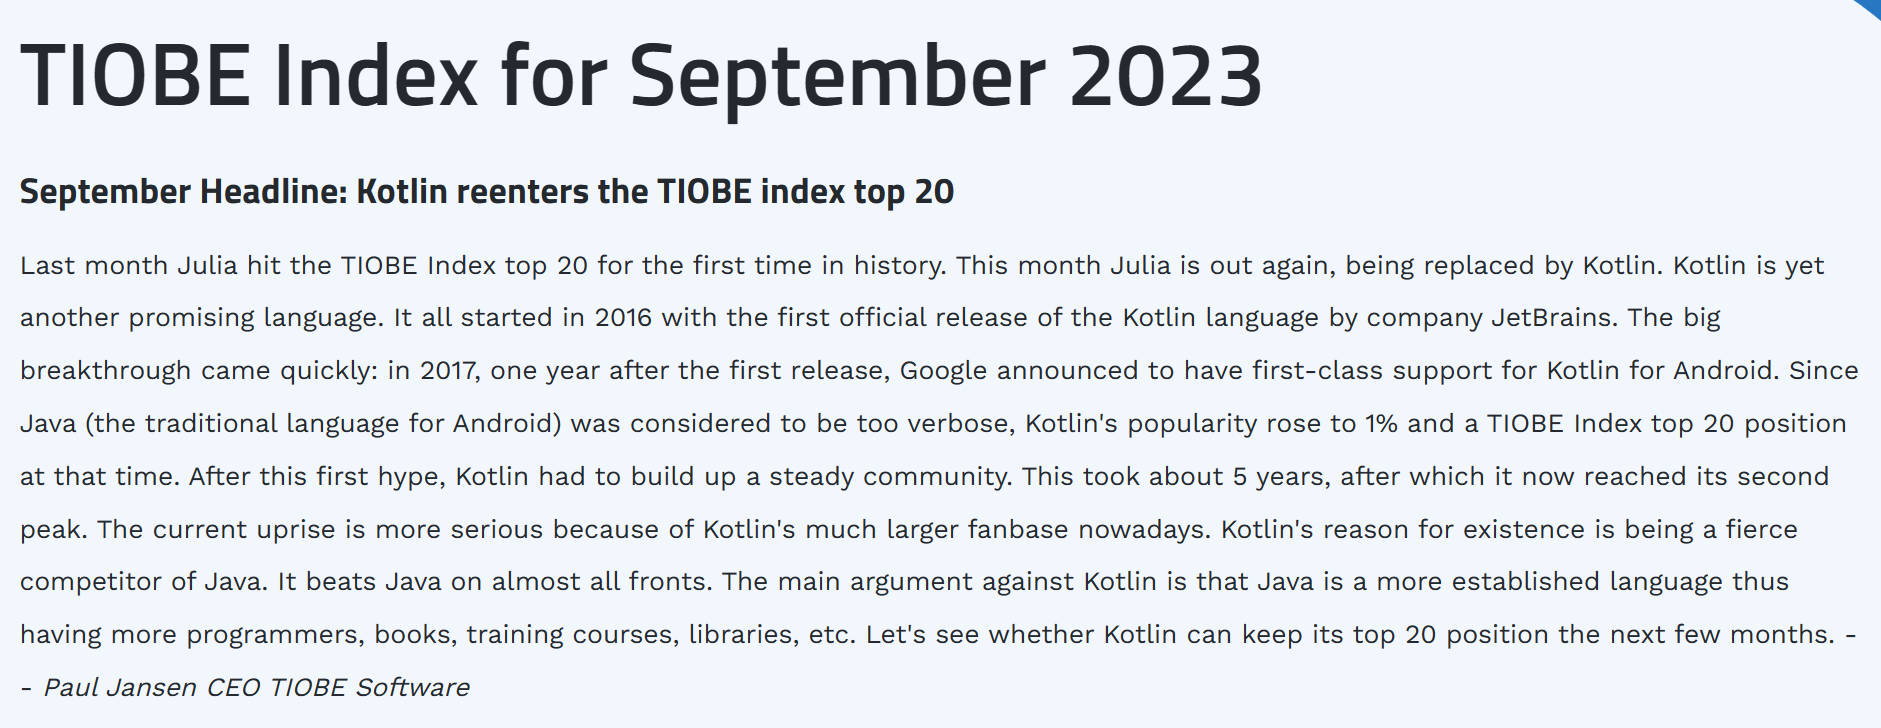 TIOBE Index for September 2023
September Headline: Kotlin reenters the TIOBE index top 20
Last month Julia hit the TIOBE Index top 20 for the first time in history. This month Julia is out again, being replaced by Kotlin. Kotlin is yet
another promising language. It all started in 2016 with the first official release of the Kotlin language by company JetBrains. The big
breakthrough came quickly: in 2017, one year after the first release, Google announced to have first-class support for Kotlin for Android. Since
Java (the traditional language for Android) was considered to be too verbose, Kotlin's popularity rose to 1% and a TIOBE Index top 20 position
at that time. After this first hype, Kotlin had to build up a steady community. This took about 5 years, after which it now reached its second
peak. The current uprise is more serious because of Kotlin's much larger fanbase nowadays. Kotlin's reason for existence is being a fierce
competitor of Java. It beats Java on almost all fronts. The main argument against Kotlin is that Java is a more established language thus
having more programmers, books, training courses, libraries, etc. Let's see whether Kotlin can keep its top 20 position the next few months. -
- Paul Jansen CEO TIOBE Software